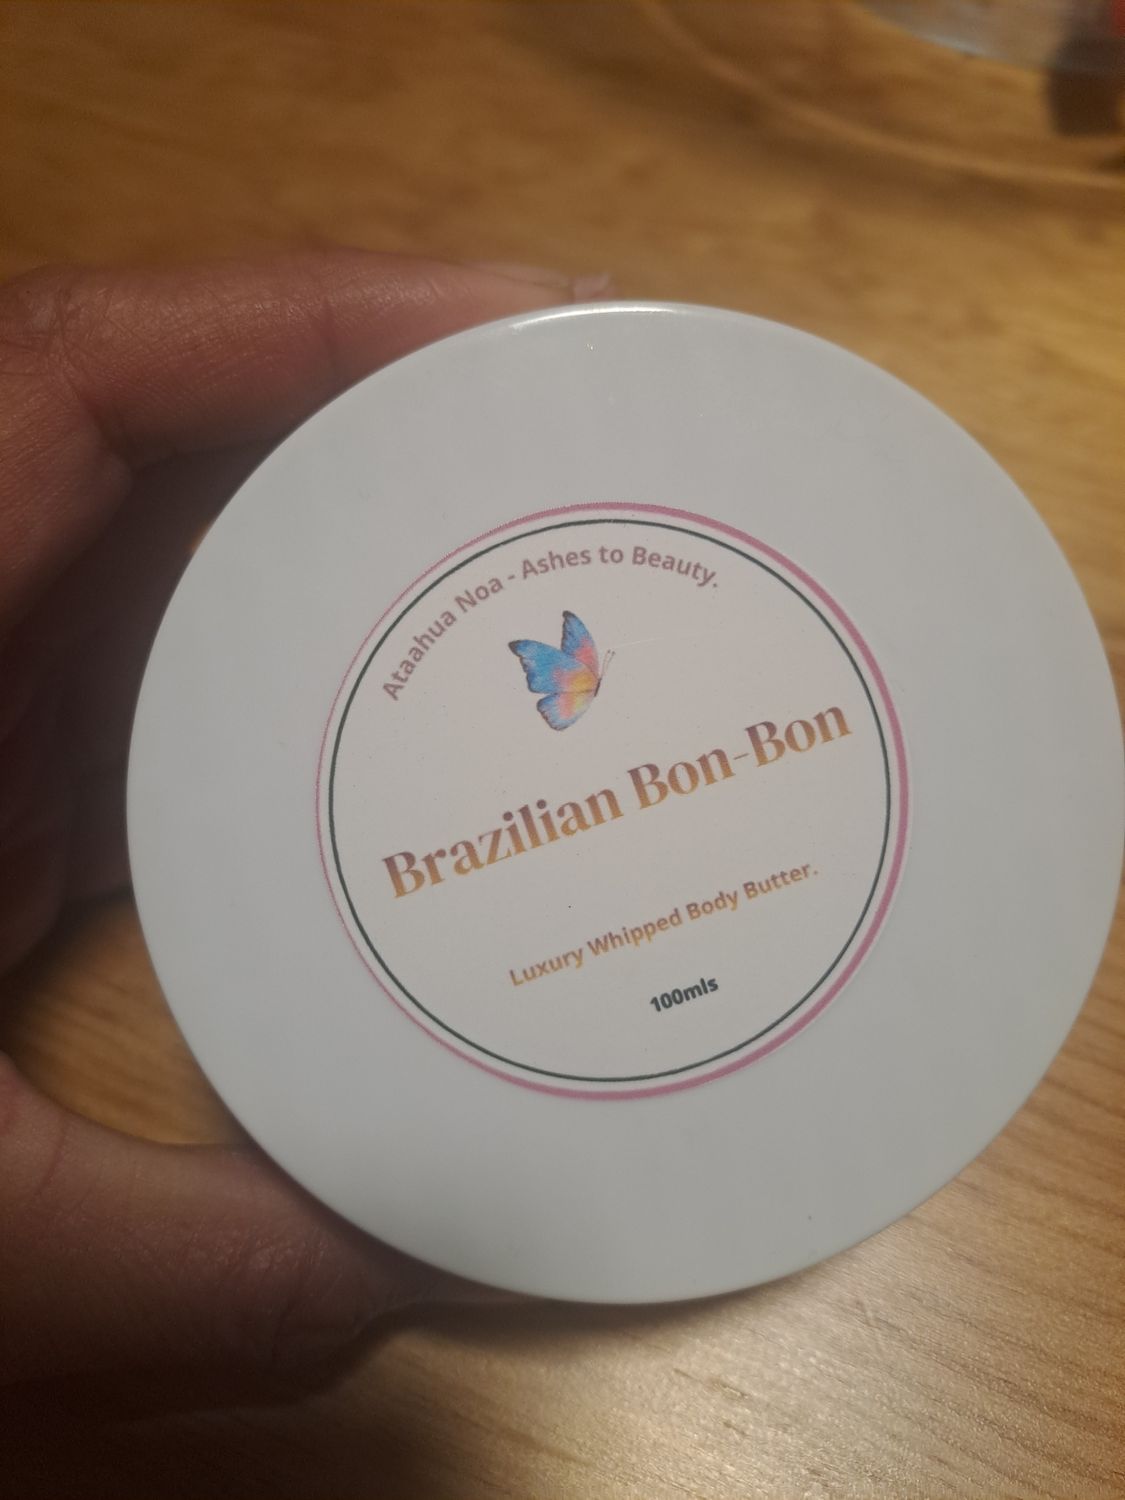 Ataahua Noa - Ashes to Beauty.
Brazilian Bon-Bon
Luxury Whipped Body Butter.
100mls